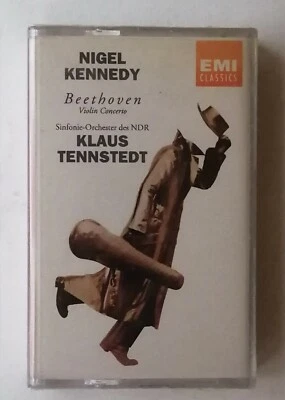 NIGEL
KENNEDY
EMI
CLASSICS
Beethoven
Violin Concerto
Sinfonie-Orchester des NDR
KLAUS
TENNSTEDT